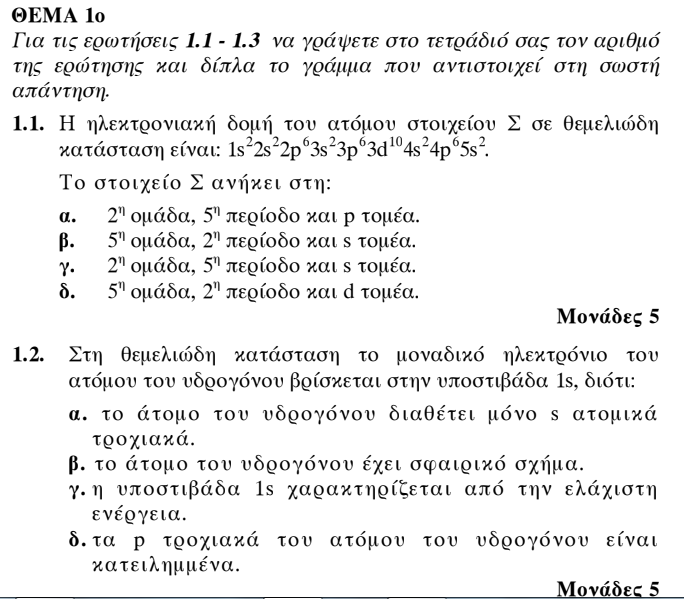 ΘΕΜΑ 1ο
Για τις ερωτήσεις 1.1 - 1.3 να γράψετε στο τετράδιό σας τον αριθμό
της ερώτησης και δίπλα το γράμμα που αντιστοιχεί στη σωστή
απάντηση.
1.1. Η ηλεκτρονιακή δομή του ατόμου στοιχείου Σ σε θεμελιώδη
κατάσταση είναι: 1s²2s²2p⁶3s²3p⁶3d¹⁰4s²4p⁶5s².
Το στοιχείο Σ ανήκει στη:
α. 2η ομάδα, 5η περίοδο και p τομέα.
β. 5η ομάδα, 2η περίοδο και s τομέα.
γ. 2η ομάδα, 5η περίοδο και s τομέα.
δ. 5η ομάδα, 2η περίοδο και d τομέα.
Μονάδες 5
1.2. Στη θεμελιώδη κατάσταση το μοναδικό ηλεκτρόνιο του
ατόμου του υδρογόνου βρίσκεται στην υποστιβάδα 1s, διότι:
α. το άτομο του υδρογόνου διαθέτει μόνο s ατομικά
τροχιακά.
β. το άτομο του υδρογόνου έχει σφαιρικό σχήμα.
γ. η υποστιβάδα 1s χαρακτηρίζεται από την ελάχιστη
ενέργεια.
δ. τα p τροχιακά του ατόμου του υδρογόνου είναι
κατειλημμένα.
Μονάδες 5